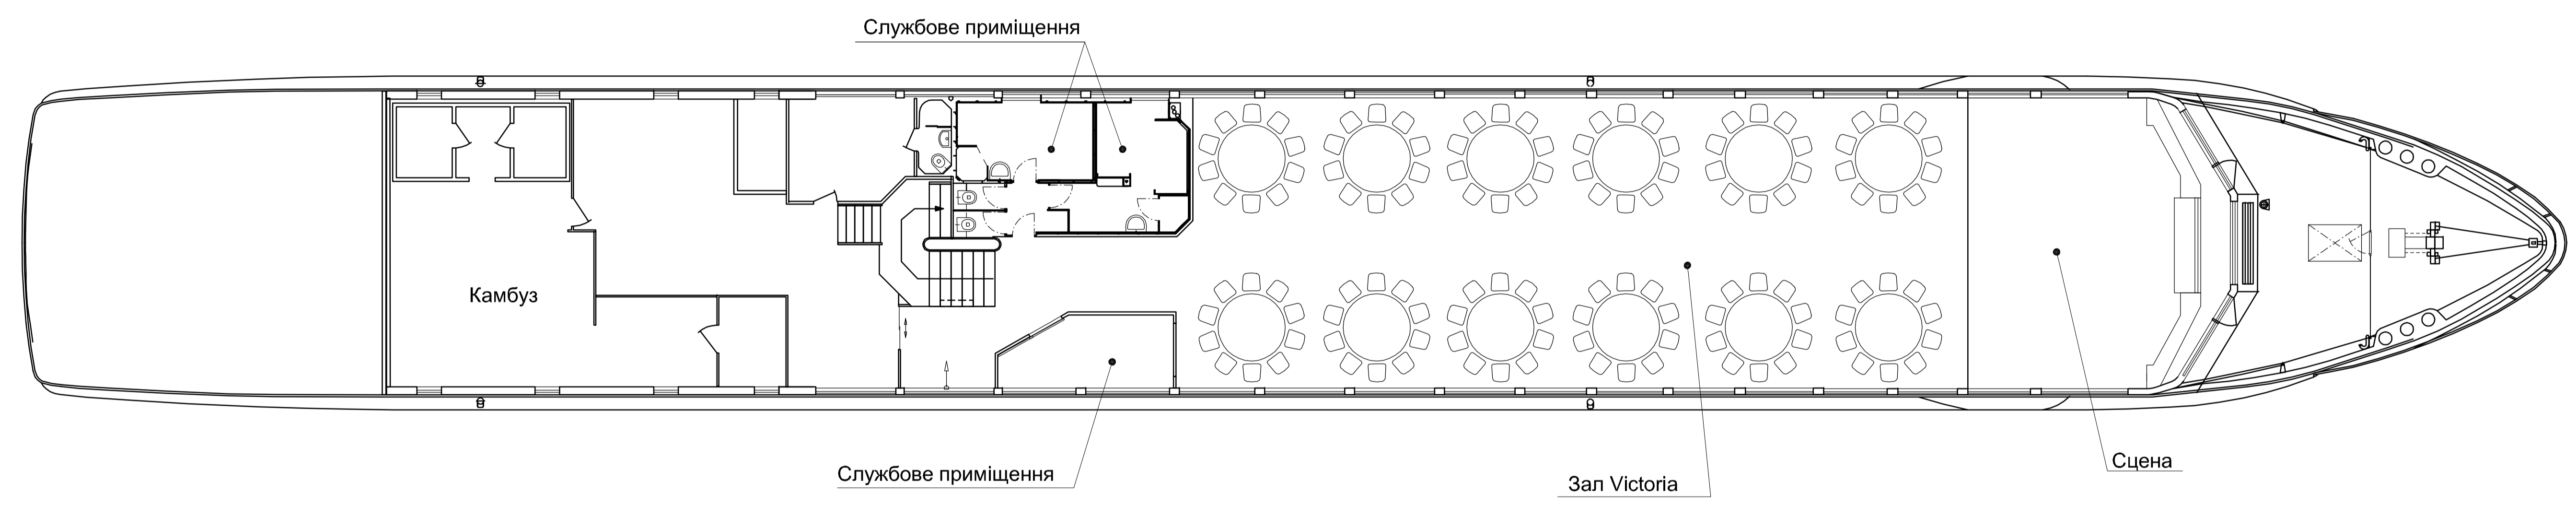 Службове приміщення
Камбуз
Службове приміщення
Зал Victoria
Сцена